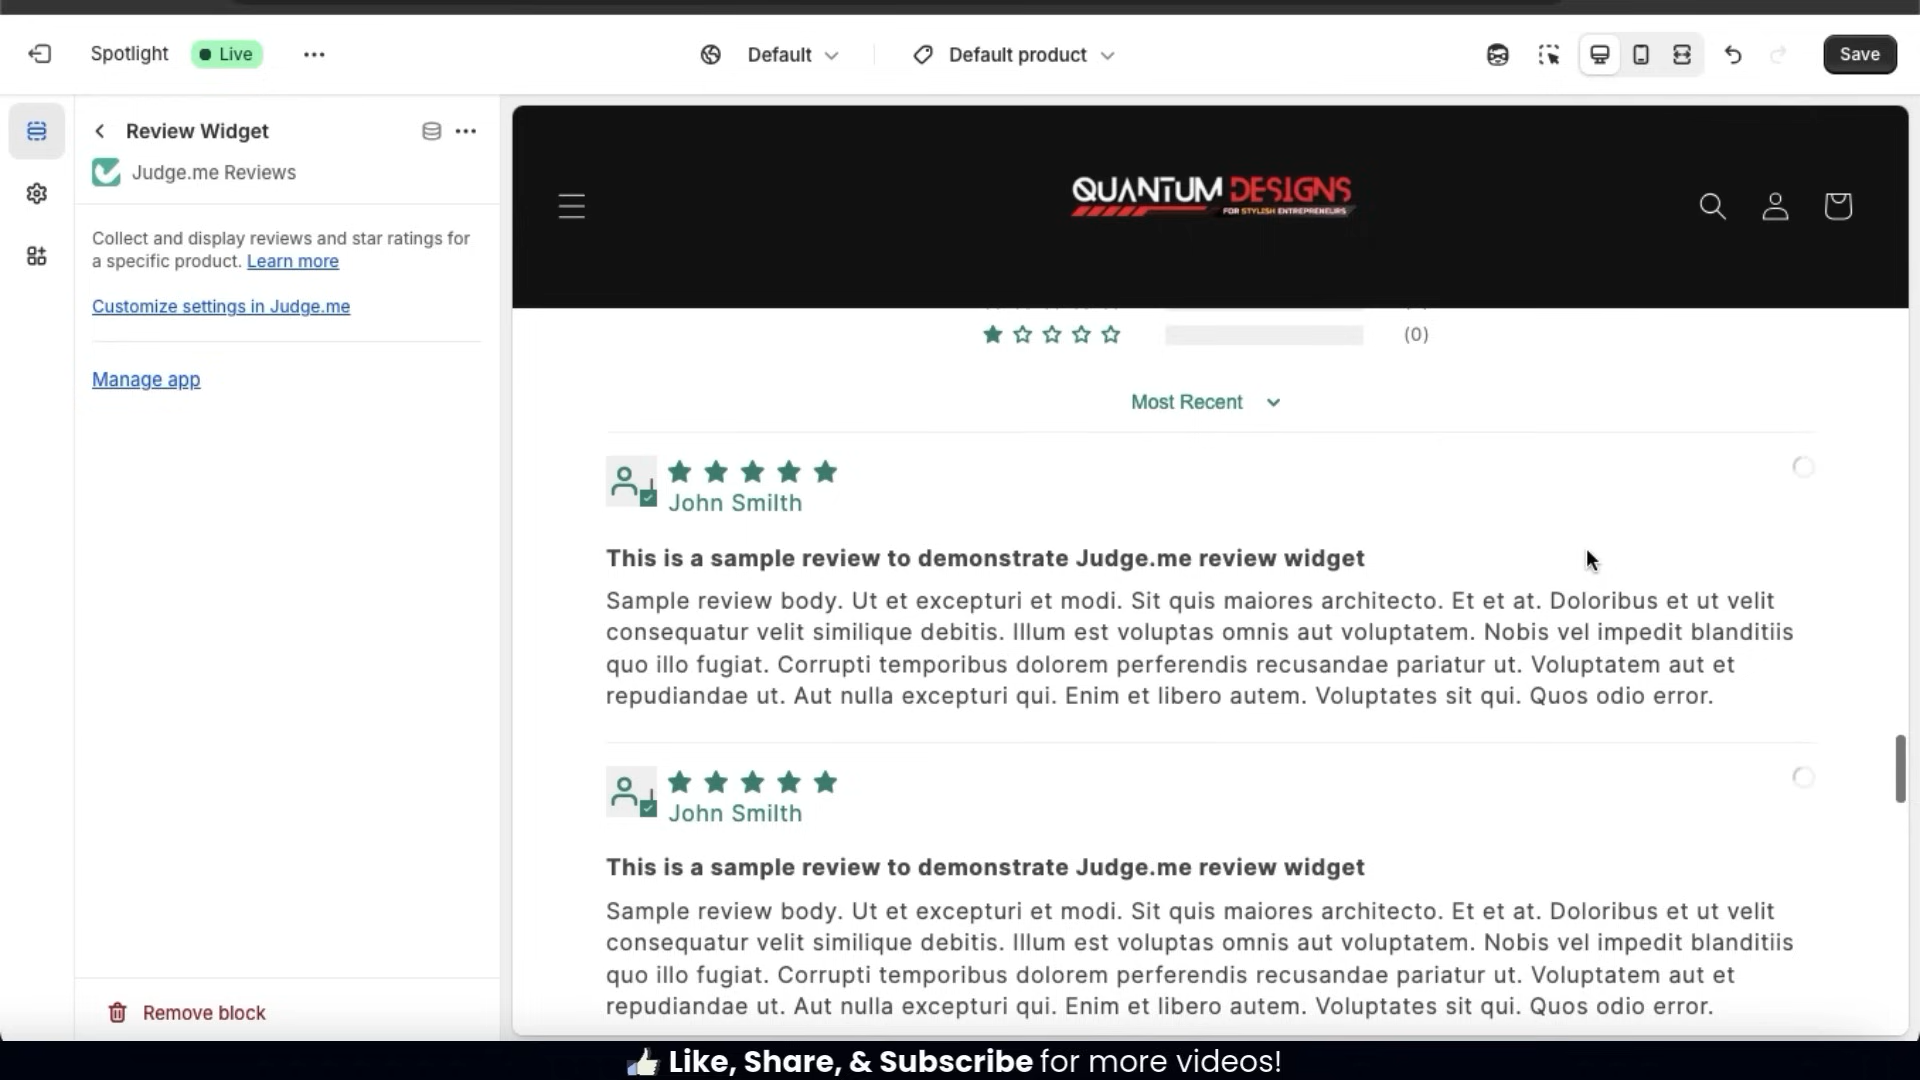 Spotlight
Live
Default
Default product
Save
Review Widget
Judge.me Reviews
Collect and display reviews and star ratings for
a specific product. Learn more
Customize settings in Judge.me
Manage app
Remove block
QUANTUM DESIGNS
FOR STYLISH ENTREPRENEURS
(0)
Most Recent
John Smilth
This is a sample review to demonstrate Judge.me review widget
Sample review body. Ut et excepturi et modi. Sit quis maiores architecto. Et et at. Doloribus et ut velit
consequatur velit similique debitis. Illum est voluptas omnis aut voluptatem. Nobis vel impedit blanditiis
quo illo fugiat. Corrupti temporibus dolorem perferendis recusandae pariatur ut. Voluptatem aut et
repudiandae ut. Aut nulla excepturi qui. Enim et libero autem. Voluptates sit qui. Quos odio error.
John Smilth
This is a sample review to demonstrate Judge.me review widget
Sample review body. Ut et excepturi et modi. Sit quis maiores architecto. Et et at. Doloribus et ut velit
consequatur velit similique debitis. Illum est voluptas omnis aut voluptatem. Nobis vel impedit blanditiis
quo illo fugiat. Corrupti temporibus dolorem perferendis recusandae pariatur ut. Voluptatem aut et
repudiandae ut. Aut nulla excepturi qui. Enim et libero autem. Voluptates sit qui. Quos odio error.
Like, Share, & Subscribe for more videos!